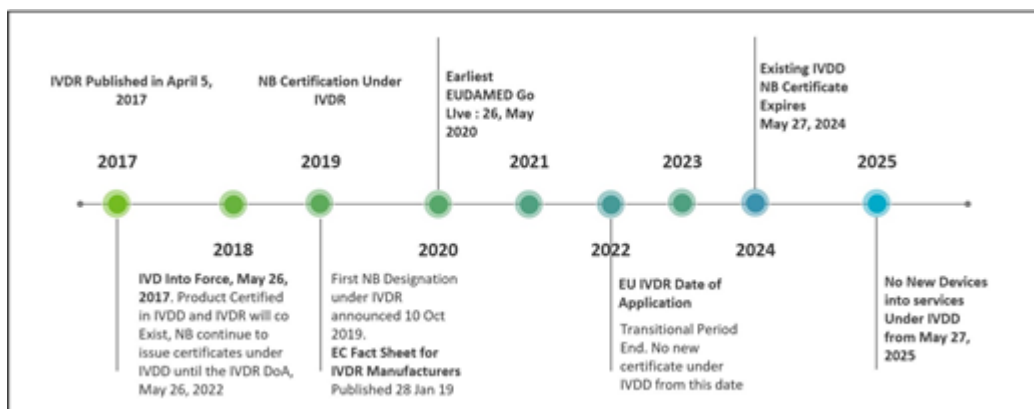 IVDR Published in April 5,
2017
NB Certification Under
IVDR
Earliest
EUDAMED Go
Live : 26, May
2020
Existing IVDD
NB Certificate
Expires
May 27, 2024
2017
2019
2021
2023
2025
2018
2020
2022
2024
IVD Into Force, May 26,
2017. Product Certified
in IVDD and IVDR will co
Exist, NB continue to
issue certificates under
IVDD until the IVDR DoA,
May 26, 2022
First NB Designation
under IVDR
announced 10 Oct
2019.
EC Fact Sheet for
IVDR Manufacturers
Published 28 Jan 19
EU IVDR Date of
Application
Transitional Period
End. No new
certificate under
IVDD from this date
No New Devices
into services
Under IVDD
from May 27,
2025